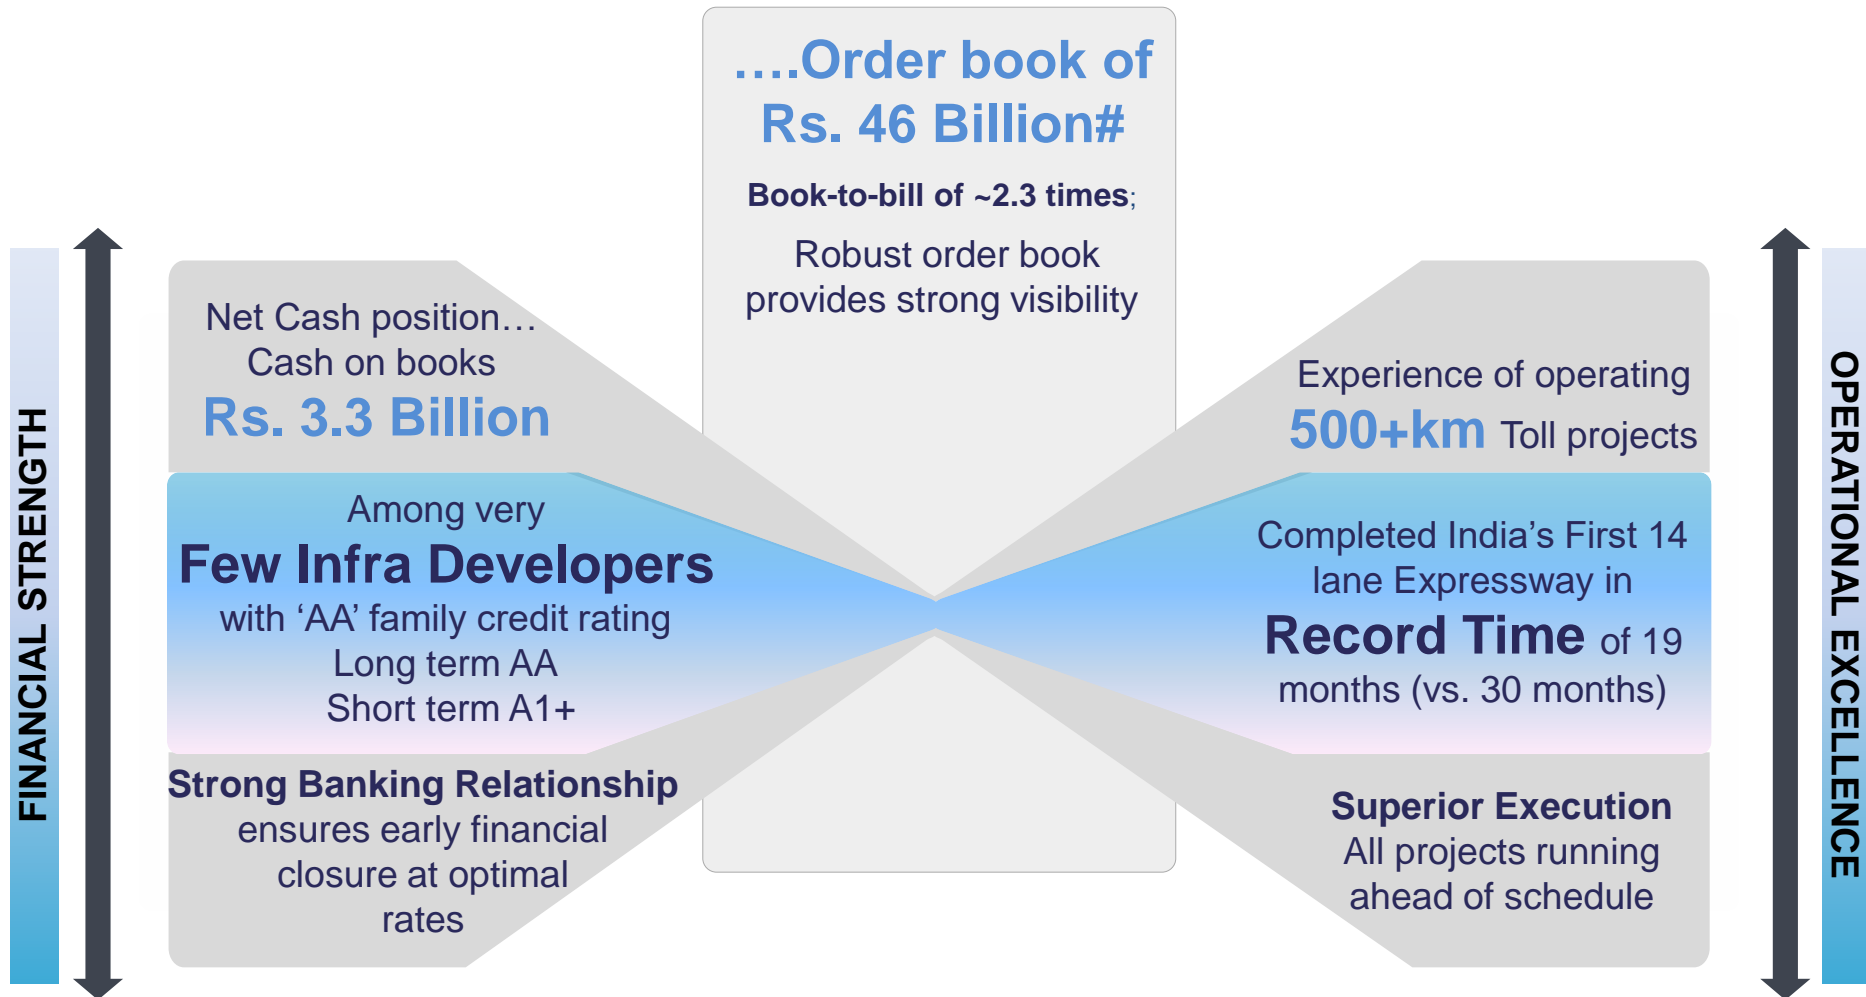 ….Order book of
Rs. 46 Billion#
Book-to-bill of ~2.3 times;
Robust order book
provides strong visibility
FINANCIAL STRENGTH
Net Cash position…
Cash on books
Rs. 3.3 Billion
Among very
Few Infra Developers
with ‘AA’ family credit rating
Long term AA
Short term A1+
Strong Banking Relationship
ensures early financial
closure at optimal
rates
Experience of operating
500+km Toll projects
Completed India’s First 14
lane Expressway in
Record Time of 19
months (vs. 30 months)
Superior Execution
All projects running
ahead of schedule
OPERATIONAL EXCELLENCE